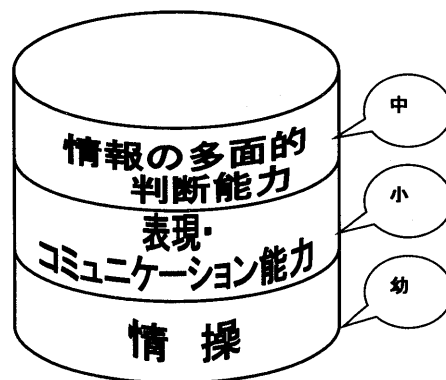 情報の多面的
判断能力
中
表現・
コミュニケーション能力
小
情操
幼